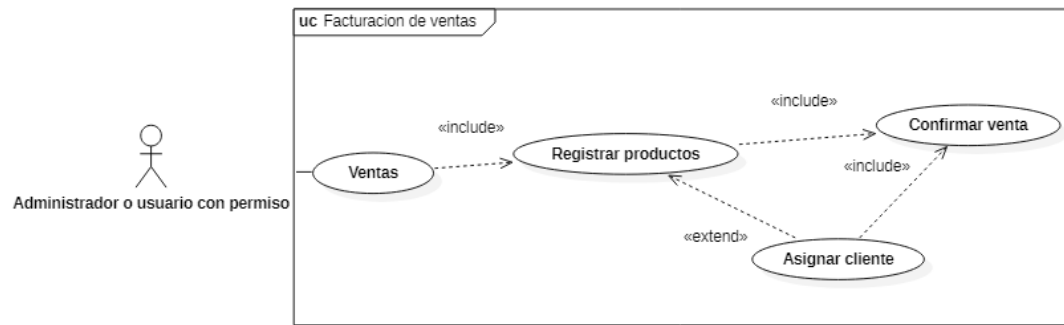 uc Facturacion de ventas
«include»
Confirmar venta
«include»
Registrar productos
«include»
Ventas
Administrador o usuario con permiso
«extend»
Asignar cliente